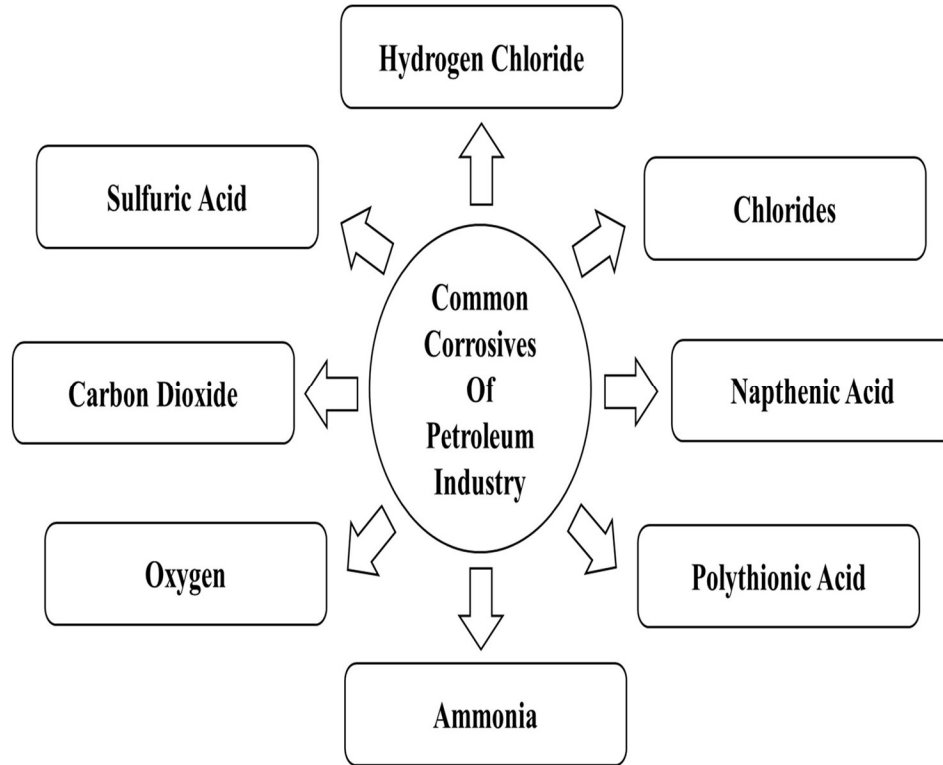 Hydrogen Chloride
Sulfuric Acid
Chlorides
Common
Corrosives
Of
Petroleum
Industry
Carbon Dioxide
Napthenic Acid
Oxygen
Polythionic Acid
Ammonia